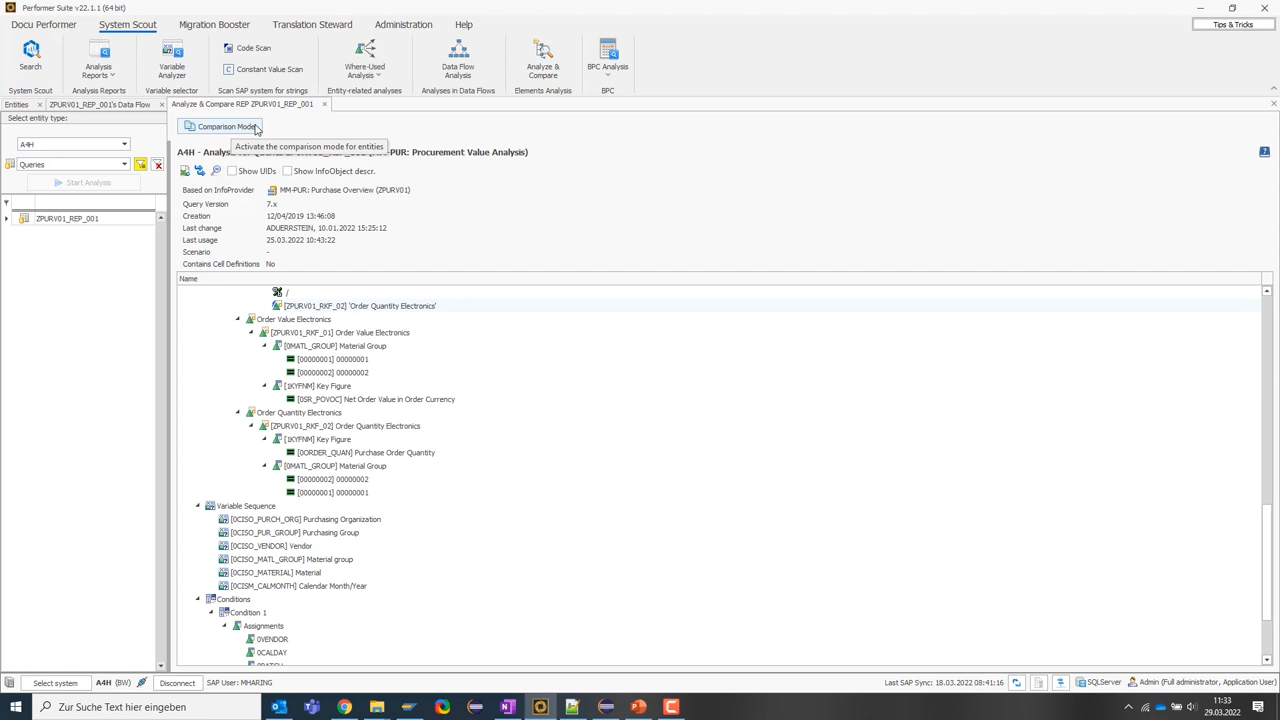 Performer Suite v22.1.1 (64 bit)
Docu Performer System Scout Migration Booster Translation Steward Administration Help Tips & Tricks
Search
Analysis Reports
Variable Analyzer
Code Scan
Constant Value Scan
Where-Used Analysis
Data Flow Analysis
Analyze & Compare
BPC Analysis
System Scout Analysis Reports Variable selector Scan SAP system for strings Entity-related analyses Analyses in Data Flows Elements Analysis BPC
Entities ZPURV01_REP_001's Data Flow Analyze & Compare REP ZPURV01_REP_001
Select entity type:
A4H
Queries
Start Analysis
ZPURV01_REP_001
Comparison Mode
Activate the comparison mode for entities
(MM-PUR: Procurement Value Analysis)
Show UIDs Show InfoObject descr.
Based on InfoProvider MM-PUR: Purchase Overview (ZPURV01)
Query Version 7.x
Creation 12/04/2019 13:46:08
Last change ADUERRSTEIN, 10.01.2022 15:25:12
Last usage 25.03.2022 10:43:22
Scenario -
Contains Cell Definitions No
Name
/
[ZPURV01_RKF_02] 'Order Quantity Electronics'
Order Value Electronics
[ZPURV01_RKF_01] Order Value Electronics
[0MATL_GROUP] Material Group
[00000001] 00000001
[00000002] 00000002
[1KYFNM] Key Figure
[0SR_POVOC] Net Order Value in Order Currency
Order Quantity Electronics
[ZPURV01_RKF_02] Order Quantity Electronics
[1KYFNM] Key Figure
[0ORDER_QUAN] Purchase Order Quantity
[0MATL_GROUP] Material Group
[00000002] 00000002
[00000001] 00000001
Variable Sequence
[0CISO_PURCH_ORG] Purchasing Organization
[0CISO_PUR_GROUP] Purchasing Group
[0CISO_VENDOR] Vendor
[0CISO_MATL_GROUP] Material group
[0CISO_MATERIAL] Material
[0CISM_CALMONTH] Calendar Month/Year
Conditions
Condition 1
Assignments
0VENDOR
0CALDAY
Select system A4H (BW) Disconnect SAP User: MHARING Last SAP Sync: 18.03.2022 08:41:16 SQLServer Admin (Full administrator, Application User)
Zur Suche Text hier eingeben
11:33
29.03.2022